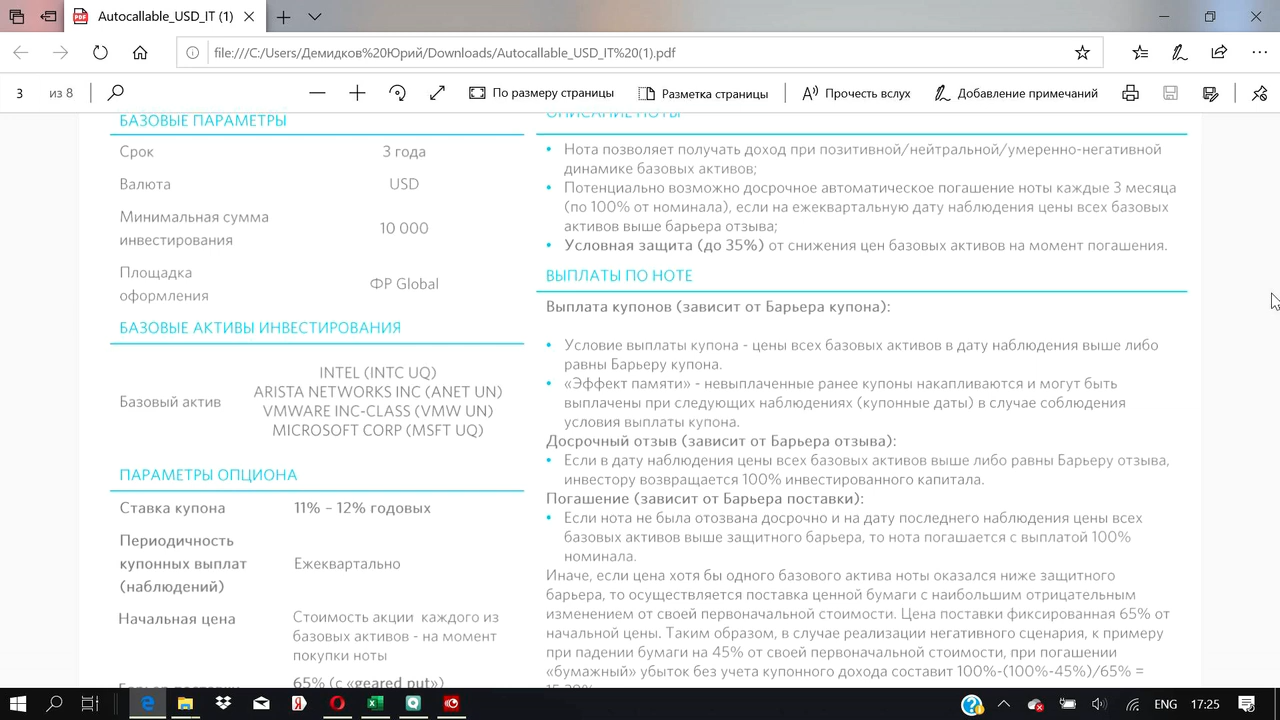 Autocallable_USD_IT (1)
file:///C:/Users/Демидков%20Юрий/Downloads/Autocallable_USD_IT%20(1).pdf
3 из 8
По размеру страницы
Разметка страницы
Прочесть вслух
Добавление примечаний
БАЗОВЫЕ ПАРАМЕТРЫ
Срок 3 года
Валюта USD
Минимальная сумма
инвестирования
10 000
Площадка
оформления
ФР Global
БАЗОВЫЕ АКТИВЫ ИНВЕСТИРОВАНИЯ
Базовый актив
INTEL (INTC UQ)
ARISTA NETWORKS INC (ANET UN)
VMWARE INC-CLASS (VMW UN)
MICROSOFT CORP (MSFT UQ)
ПАРАМЕТРЫ ОПЦИОНА
Ставка купона 11% – 12% годовых
Периодичность
купонных выплат
(наблюдений)
Ежеквартально
Начальная цена
Стоимость акции каждого из
базовых активов - на момент
покупки ноты
65% (с «geared put»)
ОПИСАНИЕ НОТЫ
• Нота позволяет получать доход при позитивной/нейтральной/умеренно-негативной
динамике базовых активов;
• Потенциально возможно досрочное автоматическое погашение ноты каждые 3 месяца
(по 100% от номинала), если на ежеквартальную дату наблюдения цены всех базовых
активов выше барьера отзыва;
• Условная защита (до 35%) от снижения цен базовых активов на момент погашения.
ВЫПЛАТЫ ПО НОТЕ
Выплата купонов (зависит от Барьера купона):
• Условие выплаты купона - цены всех базовых активов в дату наблюдения выше либо
равны Барьеру купона.
• «Эффект памяти» - невыплаченные ранее купоны накапливаются и могут быть
выплачены при следующих наблюдениях (купонные даты) в случае соблюдения
условия выплаты купона.
Досрочный отзыв (зависит от Барьера отзыва):
• Если в дату наблюдения цены всех базовых активов выше либо равны Барьеру отзыва,
инвестору возвращается 100% инвестированного капитала.
Погашение (зависит от Барьера поставки):
• Если нота не была отозвана досрочно и на дату последнего наблюдения цены всех
базовых активов выше защитного барьера, то нота погашается с выплатой 100%
номинала.
Иначе, если цена хотя бы одного базового актива ноты оказался ниже защитного
барьера, то осуществляется поставка ценной бумаги с наибольшим отрицательным
изменением от своей первоначальной стоимости. Цена поставки фиксированная 65% от
начальной цены. Таким образом, в случае реализации негативного сценария, к примеру
при падении бумаги на 45% от своей первоначальной стоимости, при погашении
«бумажный» убыток без учета купонного дохода составит 100%-(100%-45%)/65% =
ENG 17:25